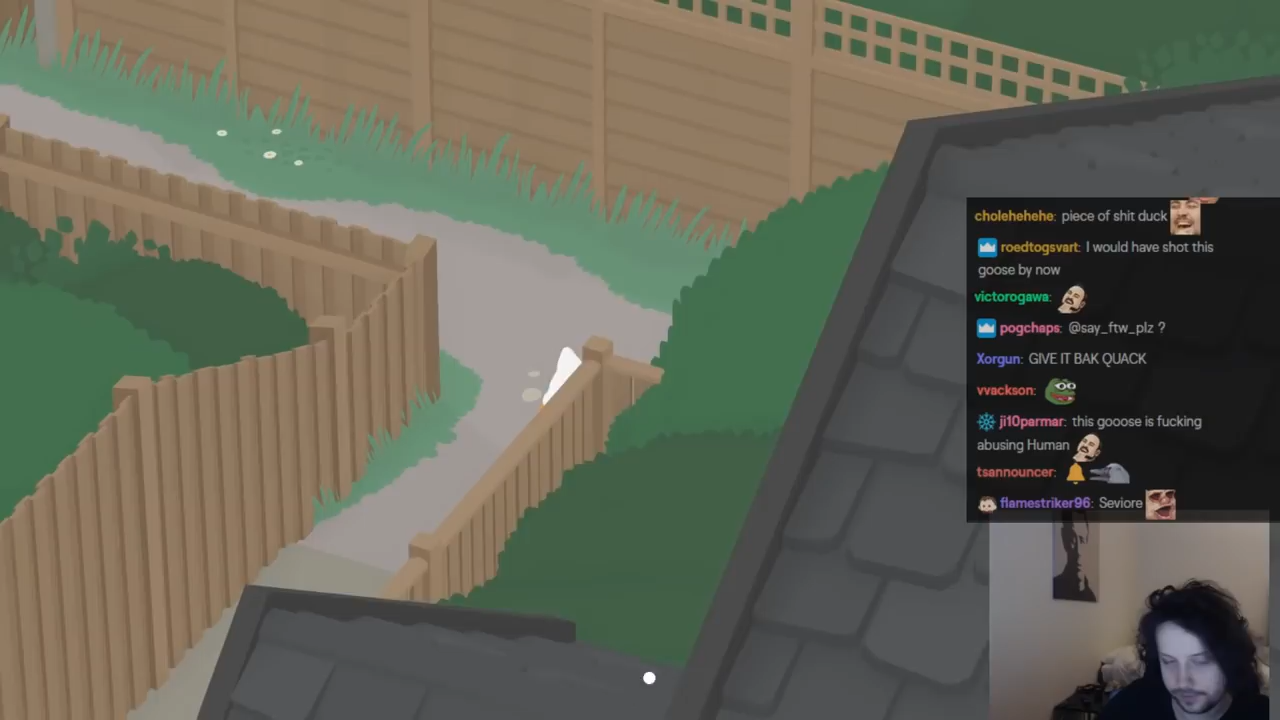 cholehehehe: piece of shit duck
roedtogsvart: I would have shot this
goose by now
victorogawa:
pogchaps: @say_ftw_plz ?
Xorgun: GIVE IT BAK QUACK
vvackson:
ji10parmar: this gooose is fucking
abusing Human
tsannouncer:
flamestriker96: Seviore